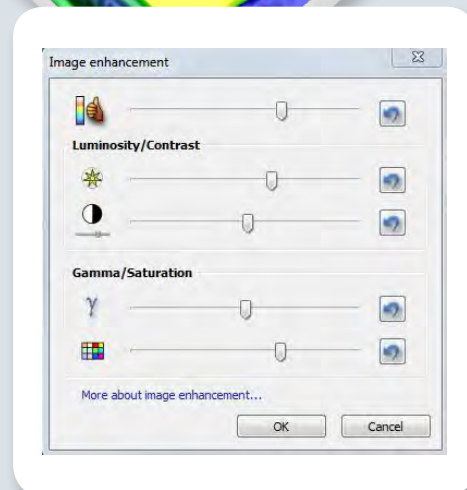 Image enhancement
Luminosity/Contrast
Gamma/Saturation
γ
More about image enhancement...
OK
Cancel